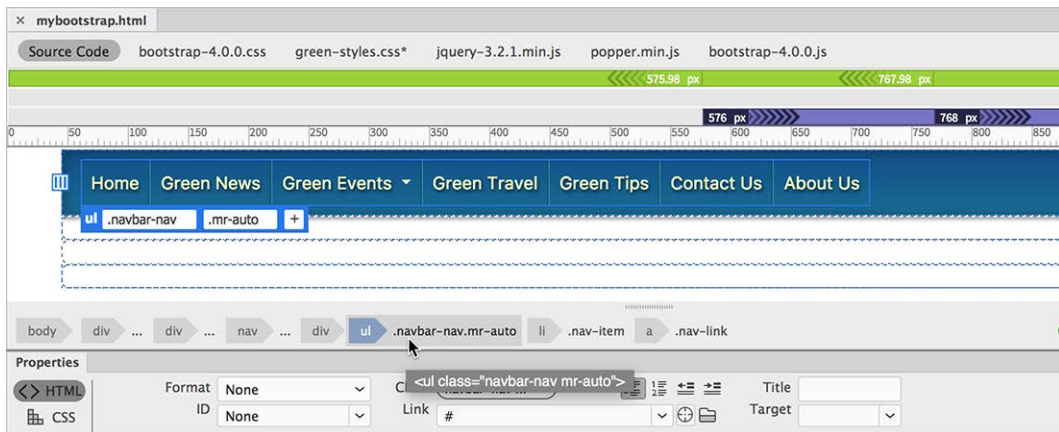 × mybootstrap.html
Source Code bootstrap-4.0.0.css green-styles.css* jquery-3.2.1.min.js popper.min.js bootstrap-4.0.0.js
575.98 px 767.98 px
576 px 768 px
0 50 100 150 200 250 300 350 400 450 500 550 600 650 700 750 800 850
Home Green News Green Events Green Travel Green Tips Contact Us About Us
ul .navbar-nav .mr-auto +
body div ... div ... nav ... div ul .navbar-nav.mr-auto li .nav-item a .nav-link
Properties
<> HTML Format None <ul class="navbar-nav mr-auto"> Title
CSS ID None Link # Target